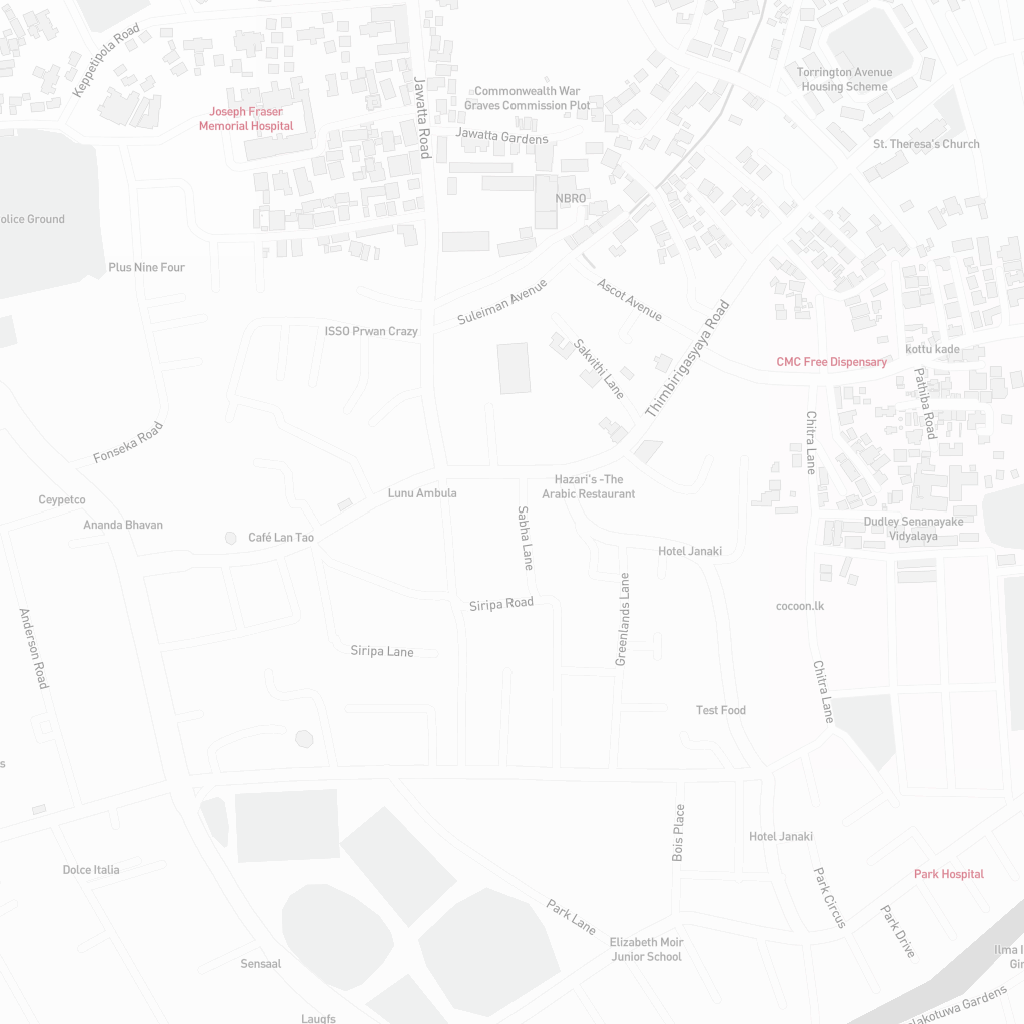 Keppetipola Road
Jawatta Road
Torrington Avenue
Housing Scheme
Commonwealth War
Graves Commission Plot
Joseph Fraser
Memorial Hospital
Jawatta Gardens
St. Theresa's Church
NBRO
olice Ground
Plus Nine Four
Suleiman Avenue
Ascot Avenue
ISSO Prwan Crazy
Thimbirigasyaya Road
kottu kade
CMC Free Dispensary
Sakvithi Lane
Pathiba Road
Fonseka Road
Chitra Lane
Hazari's -The
Arabic Restaurant
Lunu Ambula
Ceypetco
Ananda Bhavan
Dudley Senanayake
Vidyalaya
Café Lan Tao
Sabha Lane
Hotel Janaki
Siripa Road
cocoon.lk
Greenlands Lane
Anderson Road
Siripa Lane
Chitra Lane
Test Food
s
Bois Place
Hotel Janaki
Dolce Italia
Park Hospital
Park Circus
Park Lane
Park Drive
Elizabeth Moir
Junior School
Ilma I
Gir
Sensaal
lakotuwa Gardens
Laugfs